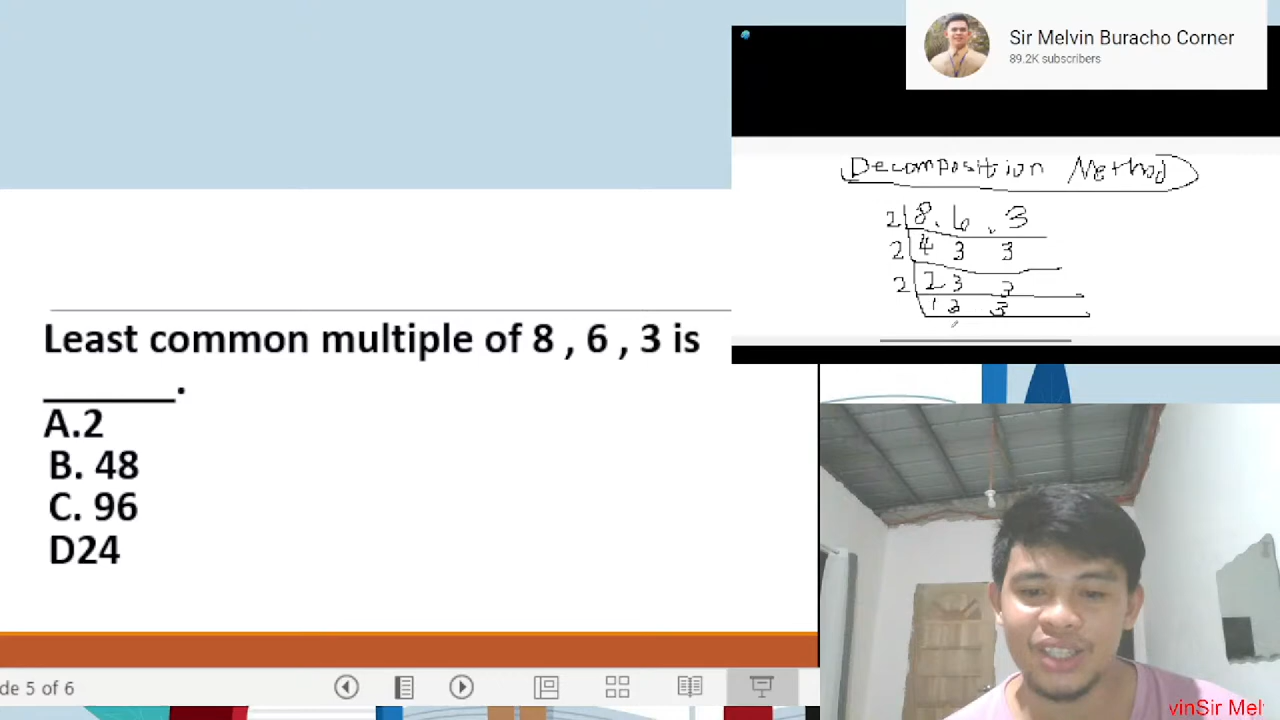 Sir Melvin Buracho Corner
89.2K subscribers
Decomposition Method
2 8, 6, 3
2 4 3 3
2 2 3 3
1 3 3
Least common multiple of 8 , 6 , 3 is
______.
A.2
B. 48
C. 96
D24
de 5 of 6
vinSir Mel